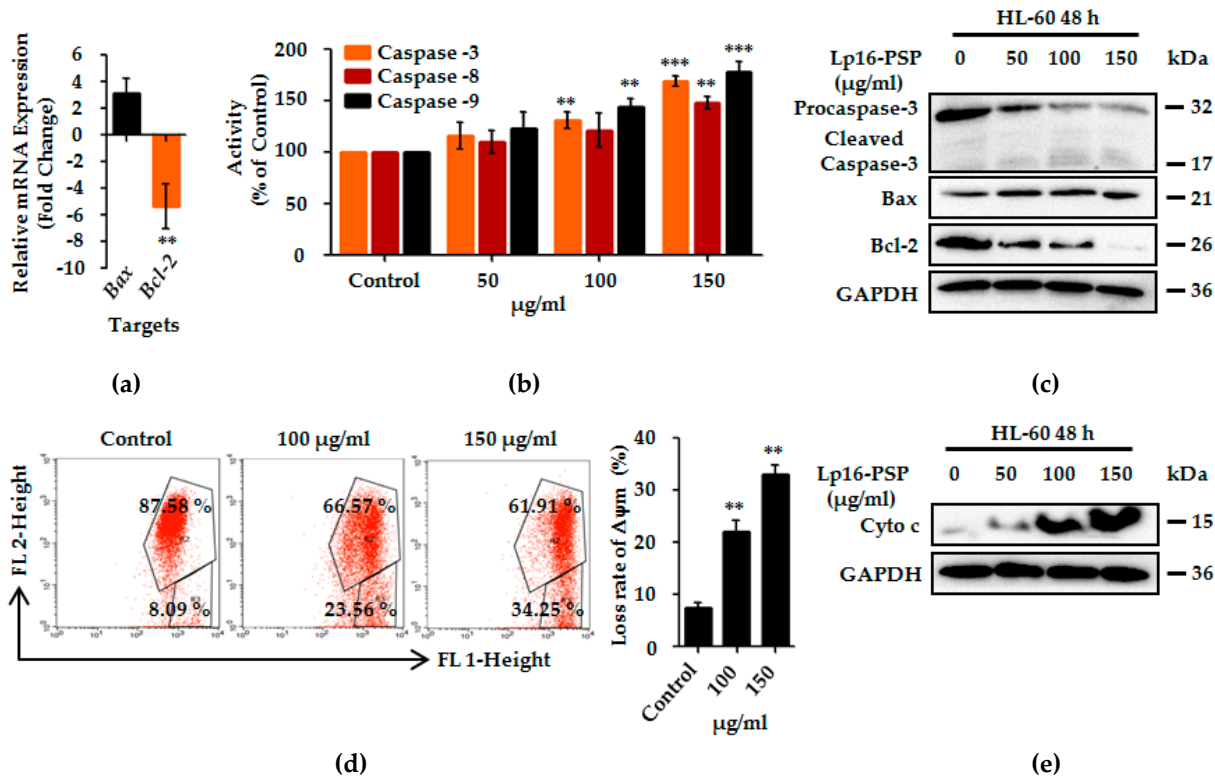 Relative mRNA Expression
(Fold Change)
6
4
2
0
-2
-4
-6
-8
-10
**
Bax
Bcl-2
Targets
(a)
Activity
(% of Control)
200
150
100
50
0
Caspase -3
Caspase -8
Caspase -9
**
**
***
**
***
Control
50
100
150
µg/ml
(b)
HL-60 48 h
Lp16-PSP
(µg/ml)
0 50 100 150 kDa
Procaspase-3 32
Cleaved
Caspase-3 17
Bax 21
Bcl-2 26
GAPDH 36
(c)
Control
100 µg/ml
150 µg/ml
FL 2-Height
87.58 %
8.09 %
66.57 %
23.56 %
61.91 %
34.25 %
FL 1-Height
Loss rate of Δψm (%)
40
30
20
10
0
**
**
Control
100
150
µg/ml
(d)
HL-60 48 h
Lp16-PSP
(µg/ml)
0 50 100 150 kDa
Cyto c 15
GAPDH 36
(e)